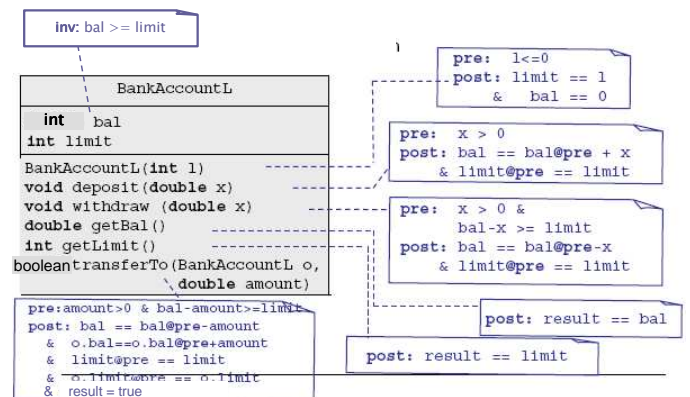 inv: bal >= limit
BankAccountL
int bal
int limit
BankAccountL(int l)
void deposit(double x)
void withdraw (double x)
double getBal()
int getLimit()
boolean transferTo(BankAccountL o,
double amount)
pre: l<=0
post: limit == l
& bal == 0
pre: x > 0
post: bal == bal@pre + x
& limit@pre == limit
pre: x > 0 &
bal-x >= limit
post: bal == bal@pre-x
& limit@pre == limit
post: result == bal
post: result == limit
pre:amount>0 & bal-amount>=limit
post: bal == bal@pre-amount
& o.bal==o.bal@pre+amount
& limit@pre == limit
& o.limit@pre == o.limit
& result = true